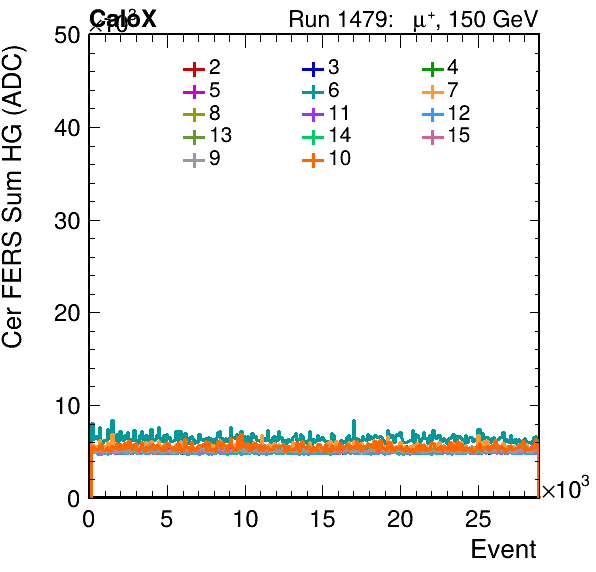 CaloX Run 1479: μ⁺, 150 GeV
×10³
Cer FERS Sum HG (ADC)
50
40
30
20
10
0
2 3 4
5 6 7
8 11 12
13 14 15
9 10
0 5 10 15 20 25
×10³
Event